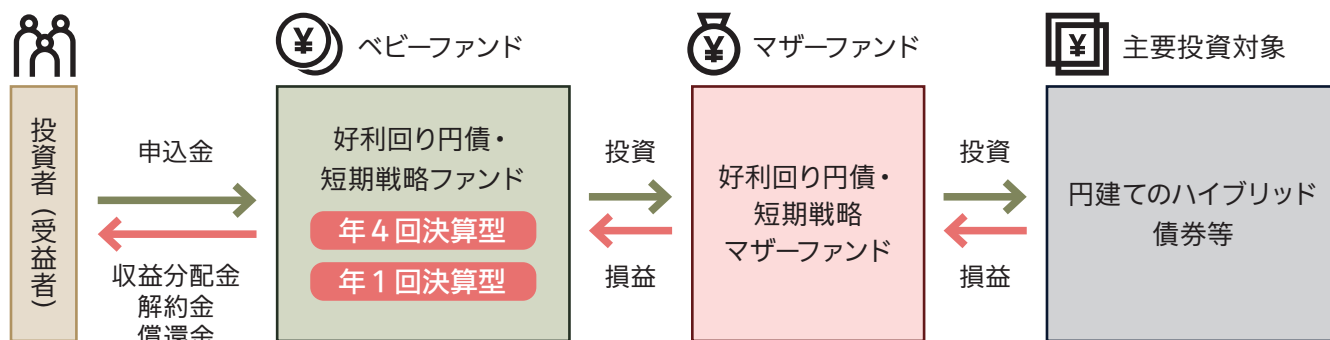 ベビーファンド
マザーファンド
主要投資対象
投資者（受益者）
申込金
収益分配金
解約金
償還金
好利回り円債・
短期戦略ファンド
年4回決算型
年1回決算型
投資
損益
好利回り円債・
短期戦略
マザーファンド
投資
損益
円建てのハイブリッド
債券等